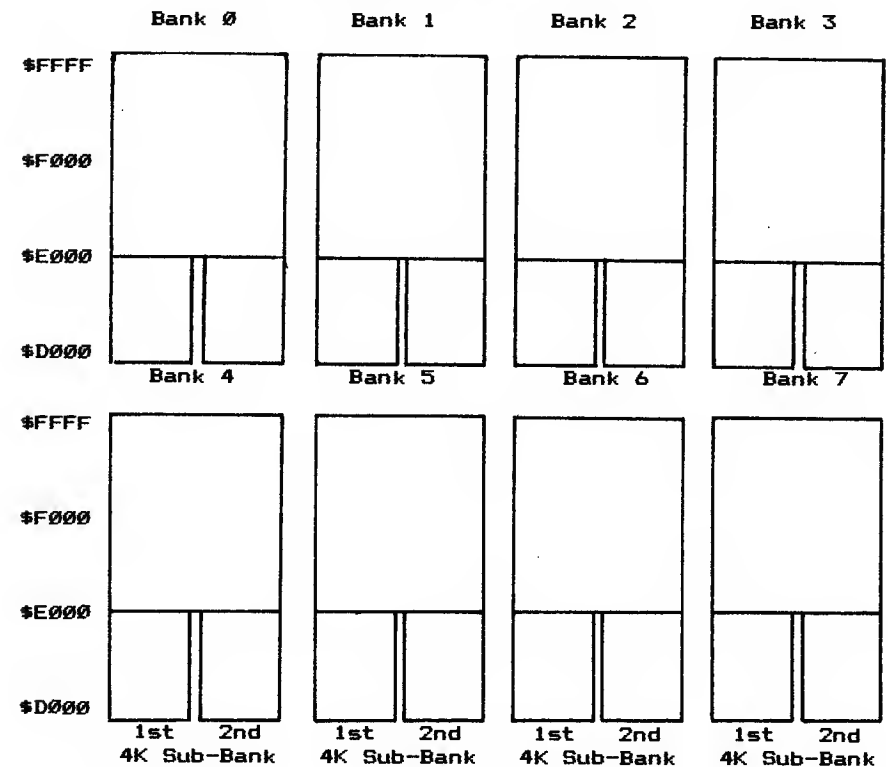 Bank Ø Bank 1 Bank 2 Bank 3
$FFFF
$FØØØ
$EØØØ
$DØØØ
Bank 4 Bank 5 Bank 6 Bank 7
$FFFF
$FØØØ
$EØØØ
$DØØØ
1st 2nd 1st 2nd 1st 2nd 1st 2nd
4K Sub-Bank 4K Sub-Bank 4K Sub-Bank 4K Sub-Bank